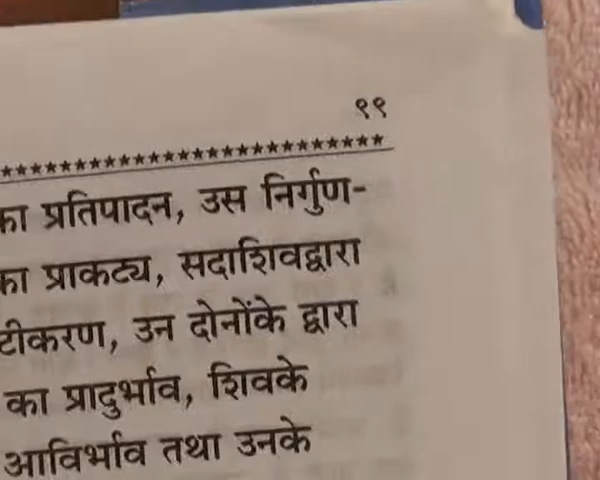 ९९
का प्रतिपादन, उस निर्गुण-
का प्राकट्य, सदाशिवद्वारा
टीकरण, उन दोनोंके द्वारा
का प्रादुर्भाव, शिवके
आविर्भाव तथा उनके